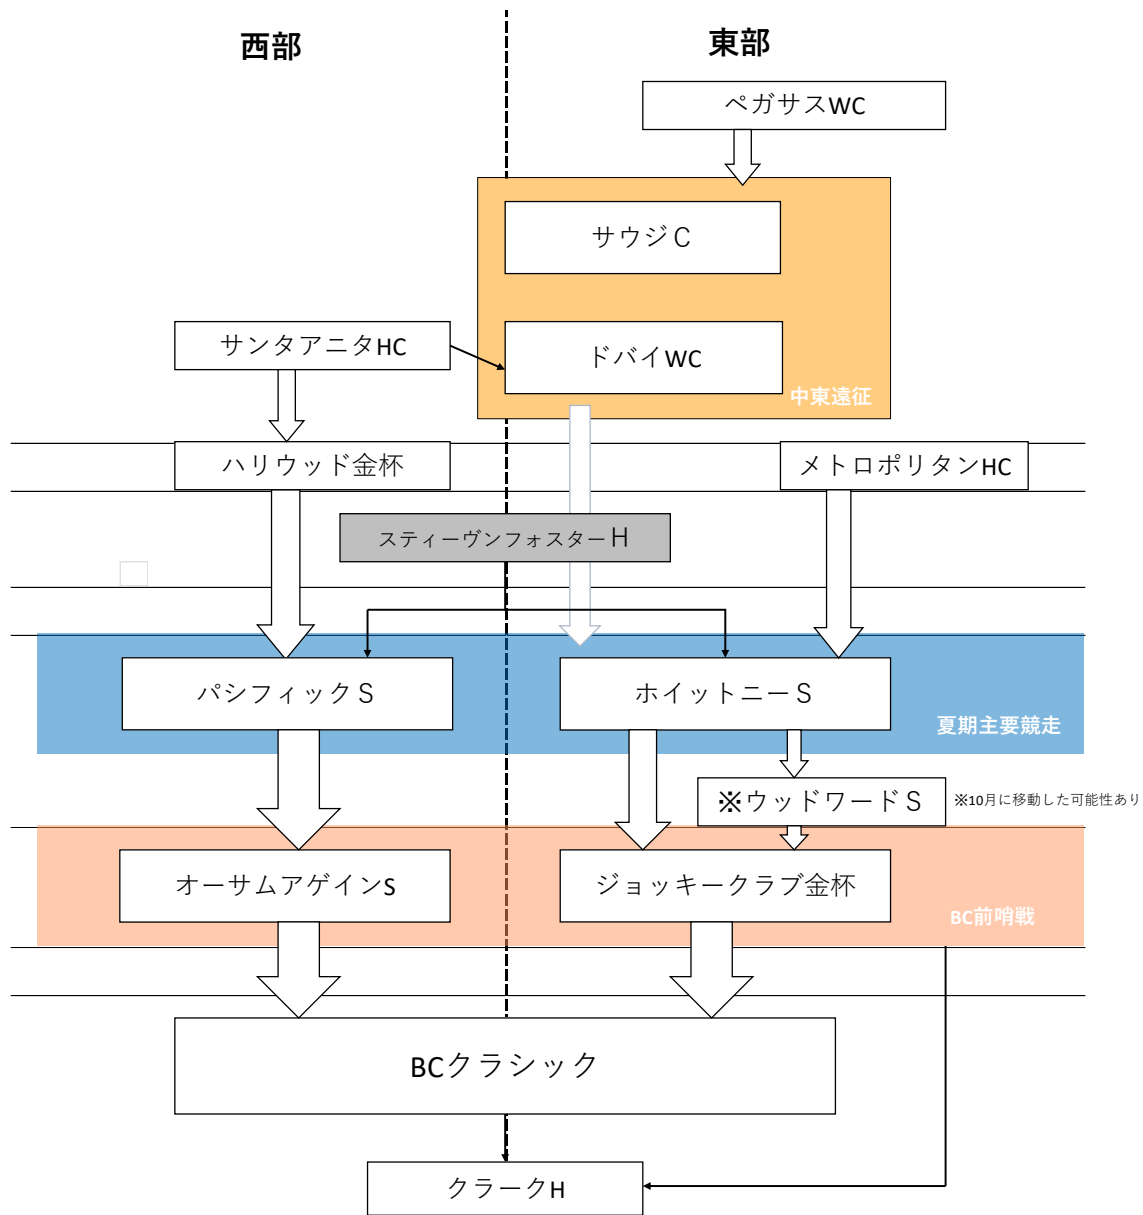 西部
東部
ペガサスWC
サウジC
サンタアニタHC
ドバイWC
中東遠征
ハリウッド金杯
メトロポリタンHC
スティーヴンフォスターH
パシフィックS
ホイットニーS
夏期主要競走
※ウッドワードS
※10月に移動した可能性あり
オーサムアゲインS
ジョッキークラブ金杯
BC前哨戦
BCクラシック
クラークH